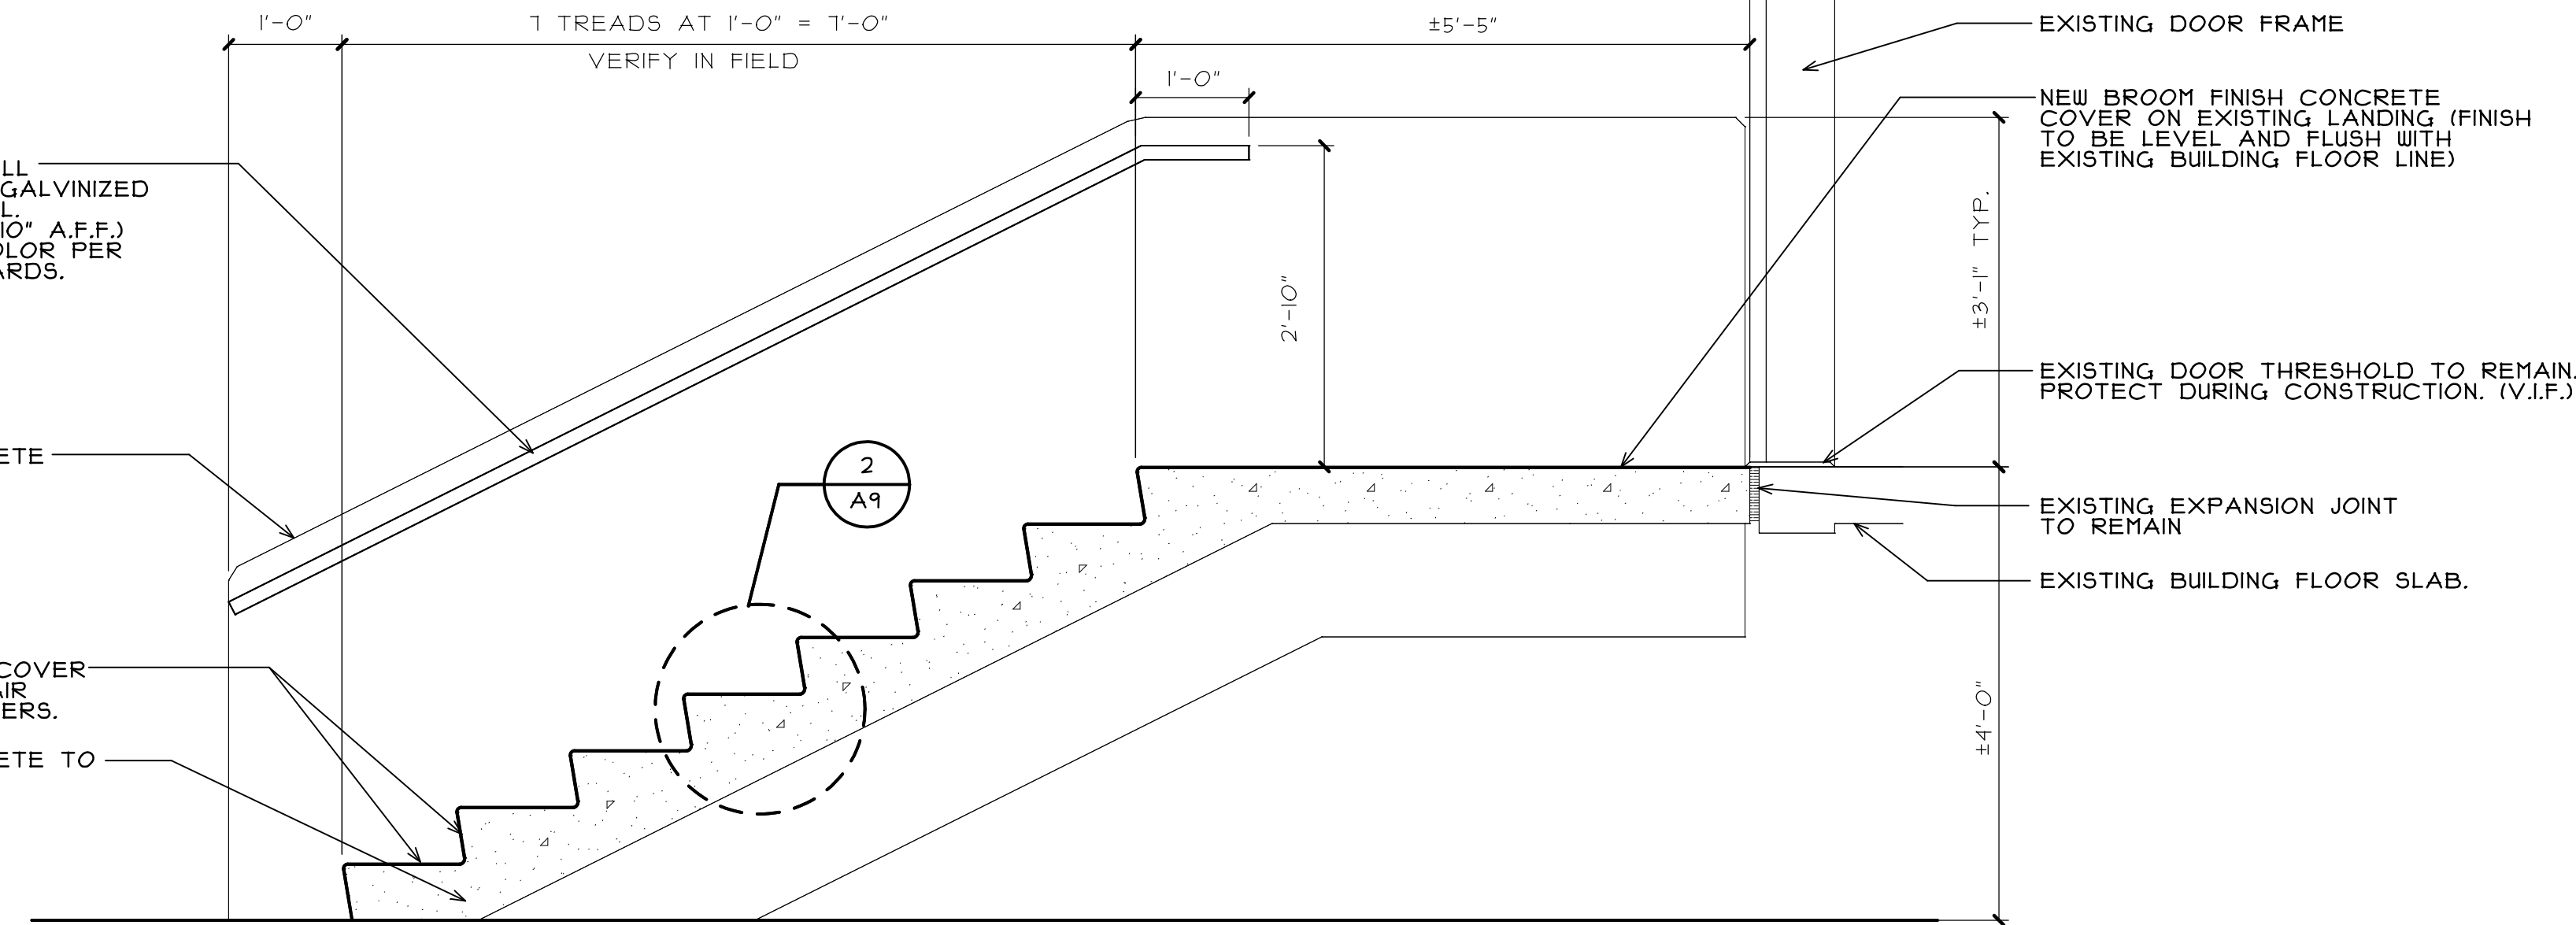 1'-0"
7 TREADS AT 1'-0" = 7'-0"
VERIFY IN FIELD
±5'-5"
1'-0"
EXISTING DOOR FRAME
NEW BROOM FINISH CONCRETE
COVER ON EXISTING LANDING (FINISH
TO BE LEVEL AND FLUSH WITH
EXISTING BUILDING FLOOR LINE)
LL
GALVINIZED
L.
10" A.F.F.)
OLOR PER
ARDS.
±3'-1" TYP.
2'-10"
EXISTING DOOR THRESHOLD TO REMAIN.
PROTECT DURING CONSTRUCTION. (V.I.F.)
ETE
2
A9
EXISTING EXPANSION JOINT
TO REMAIN
EXISTING BUILDING FLOOR SLAB.
COVER
AIR
ERS.
±4'-0"
ETE TO